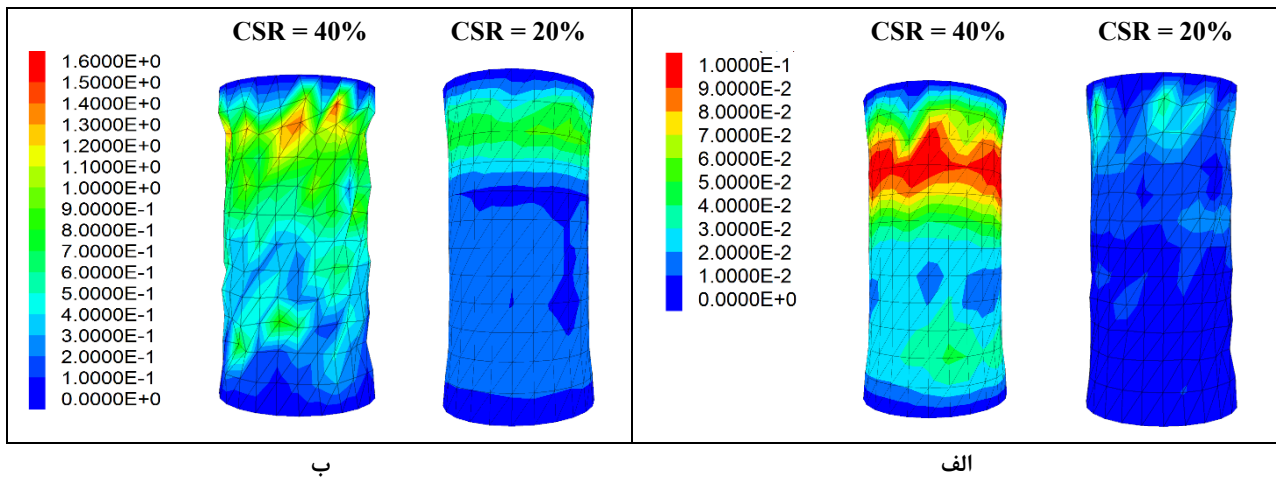 CSR = 40% CSR = 20%
1.6000E+0
1.5000E+0
1.4000E+0
1.3000E+0
1.2000E+0
1.1000E+0
1.0000E+0
9.0000E-1
8.0000E-1
7.0000E-1
6.0000E-1
5.0000E-1
4.0000E-1
3.0000E-1
2.0000E-1
1.0000E-1
0.0000E+0
ب
CSR = 40% CSR = 20%
1.0000E-1
9.0000E-2
8.0000E-2
7.0000E-2
6.0000E-2
5.0000E-2
4.0000E-2
3.0000E-2
2.0000E-2
1.0000E-2
0.0000E+0
الف